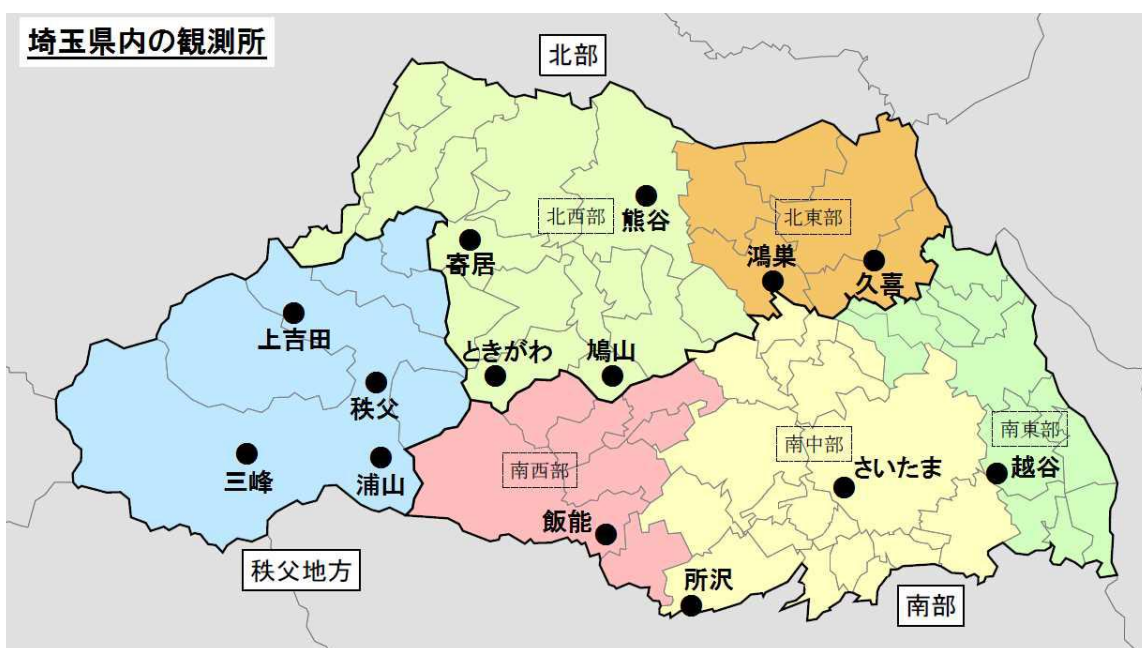 埼玉県内の観測所
北部
北西部
熊谷
北東部
寄居
鴻巣
久喜
上吉田
ときがわ
鳩山
秩父
南西部
南中部
南東部
三峰
浦山
さいたま
越谷
飯能
秩父地方
所沢
南部